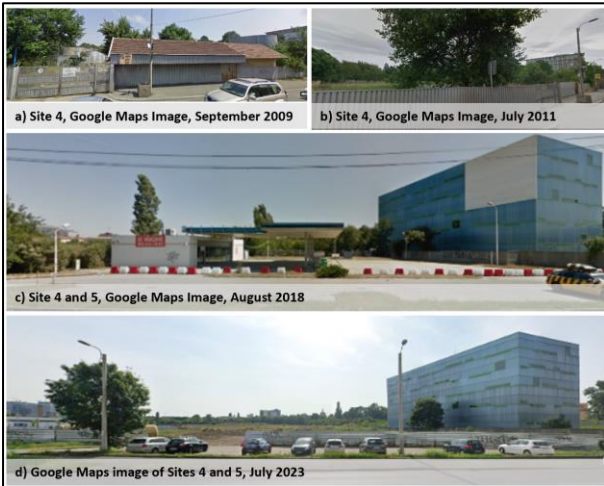 a) Site 4, Google Maps Image, September 2009
b) Site 4, Google Maps Image, July 2011
c) Site 4 and 5, Google Maps Image, August 2018
d) Google Maps image of Sites 4 and 5, July 2023